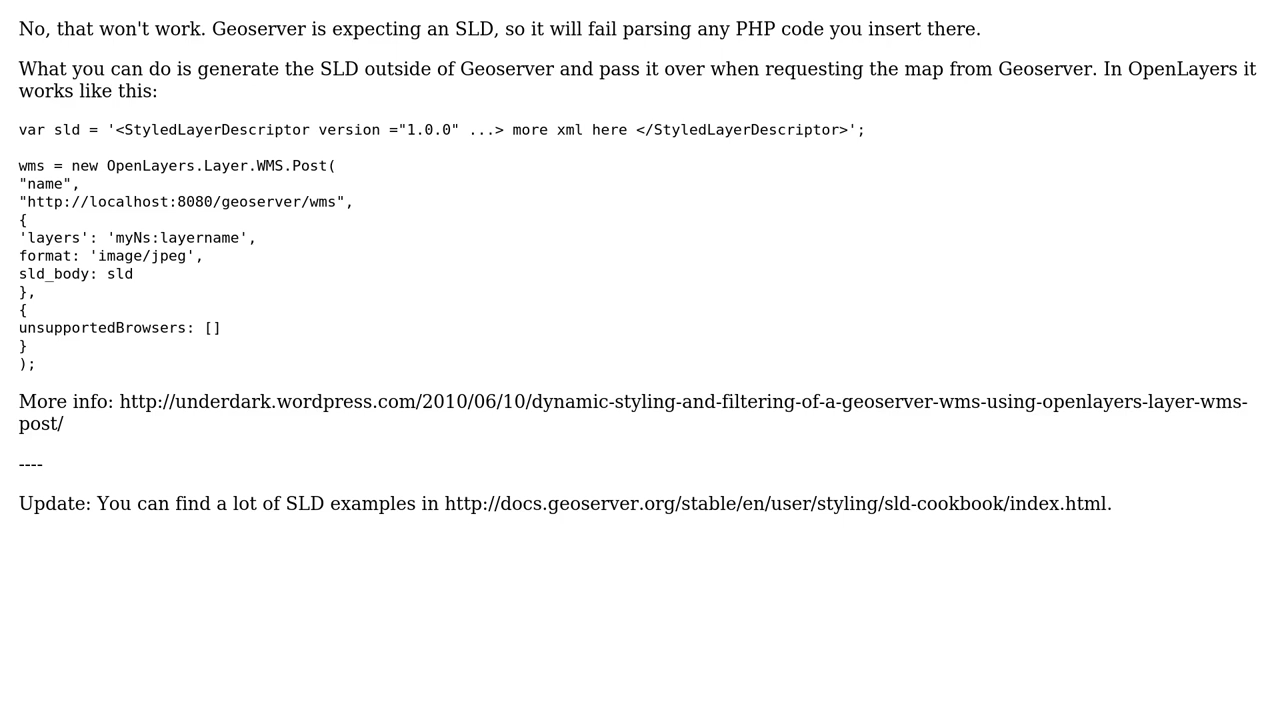 No, that won't work. Geoserver is expecting an SLD, so it will fail parsing any PHP code you insert there.
What you can do is generate the SLD outside of Geoserver and pass it over when requesting the map from Geoserver. In OpenLayers it
works like this:
var sld = '<StyledLayerDescriptor version ="1.0.0" ...> more xml here </StyledLayerDescriptor>';
wms = new OpenLayers.Layer.WMS.Post(
"name",
"http://localhost:8080/geoserver/wms",
{
'layers': 'myNs:layername',
format: 'image/jpeg',
sld_body: sld
},
{
unsupportedBrowsers: []
}
);
More info: http://underdark.wordpress.com/2010/06/10/dynamic-styling-and-filtering-of-a-geoserver-wms-using-openlayers-layer-wms-
post/
----
Update: You can find a lot of SLD examples in http://docs.geoserver.org/stable/en/user/styling/sld-cookbook/index.html.